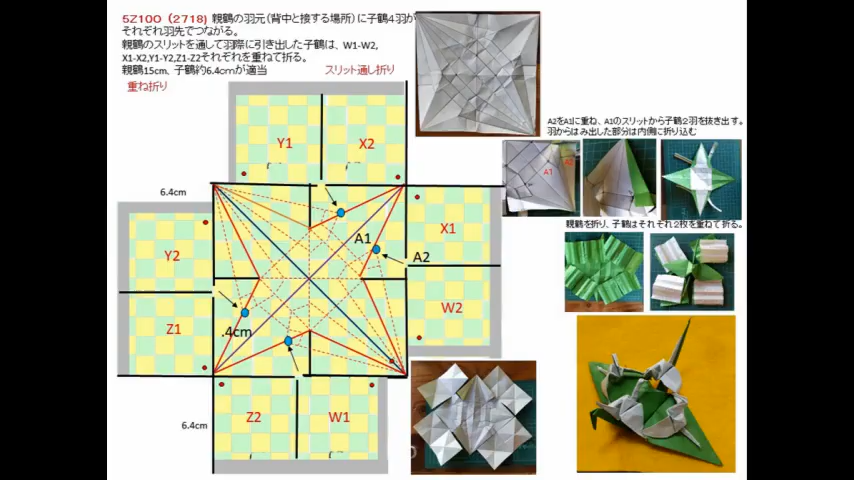 5Z100 (2718) 親鶴の羽元(背中と接する場所)に子鶴4羽が
それぞれ羽先でつながる。
親鶴のスリットを通して羽際に引き出した子鶴は、W1-W2,
X1-X2,Y1-Y2,Z1-Z2それぞれを重ねて折る。
親鶴15cm、子鶴約6.4cmが適当
スリット通し折り
重ね折り
A2をA1に重ね、A1のスリットから子鶴2羽を抜き出す。
羽からはみ出した部分は内側に折り込む
Y1
X2
A1
A2
6.4cm
親鶴を折り、子鶴はそれぞれ2枚を重ねて折る。
X1
A1
A2
Y2
W2
Z1
.4cm
Z2
W1
6.4cm